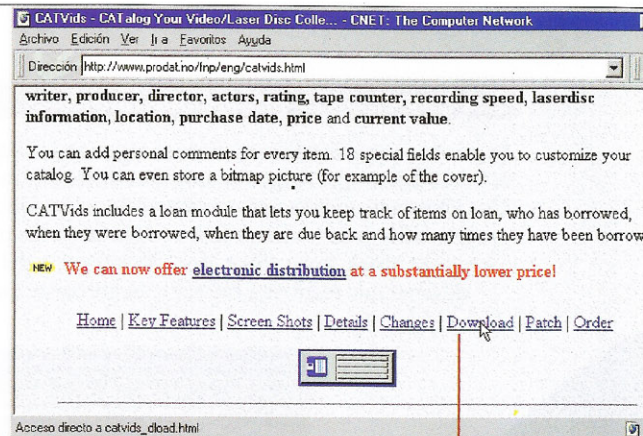 CATVids - CATalog Your Video/Laser Disc Colle... - CNET: The Computer Network
Archivo Edición Ver Ir a Favoritos Ayuda
Dirección http://www.prodat.no/fnp/eng/catvids.html
writer, producer, director, actors, rating, tape counter, recording speed, laserdisc
information, location, purchase date, price and current value.
You can add personal comments for every item. 18 special fields enable you to customize your
catalog. You can even store a bitmap picture (for example of the cover).
CATVids includes a loan module that lets you keep track of items on loan, who has borrowed,
when they were borrowed, when they are due back and how many times they have been borrow
NEW We can now offer electronic distribution at a substantially lower price!
Home | Key Features | Screen Shots | Details | Changes | Download | Patch | Order
Acceso directo a catvids_dload.html